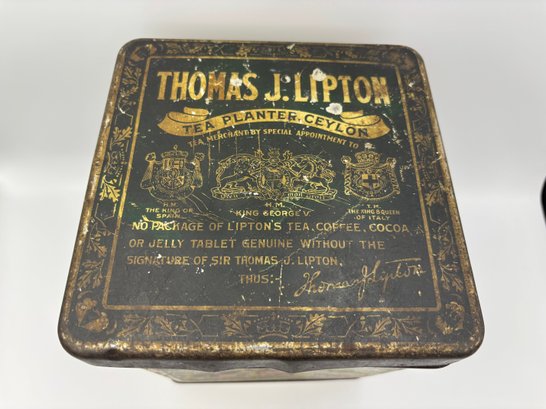 THOMAS J. LIPTON
TEA PLANTER, CEYLON
TEA MERCHANT BY SPECIAL APPOINTMENT TO
H.M.
THE KING OF
SPAIN
H.M.
KING GEORGE V
T.M.
THE KING & QUEEN
OF ITALY
NO PACKAGE OF LIPTON'S TEA, COFFEE, COCOA
OR JELLY TABLET GENUINE WITHOUT THE
SIGNATURE OF SIR THOMAS J. LIPTON.
THUS:-
Thomas J. Lipton